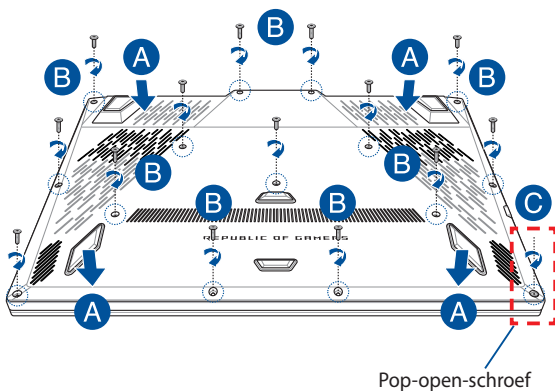 B
A A
B B
B B
B B
C
REPUBLIC OF GAMERS
A A
Pop-open-schroef